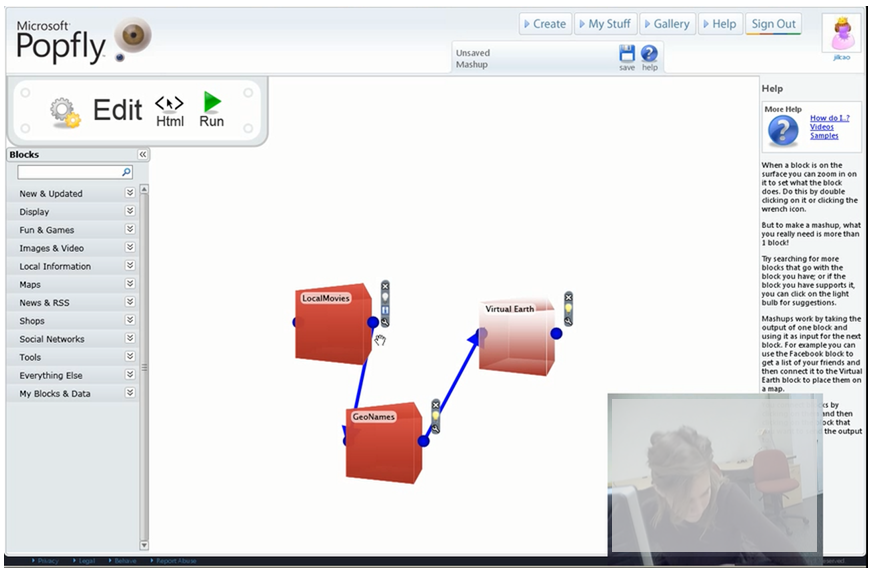 Microsoft®
Popfly™
Create
My Stuff
Gallery
Help
Sign Out
jilcao
Unsaved
Mashup
save
help
Edit
Html
Run
Blocks
New & Updated
Display
Fun & Games
Images & Video
Local Information
Maps
News & RSS
Shops
Social Networks
Tools
Everything Else
My Blocks & Data
LocalMovies
Virtual Earth
GeoNames
Help
More Help
How do I..?
Videos
Samples
When a block is on the
surface you can zoom in on
it to set what the block
does. Do this by double
clicking on it or clicking the
wrench icon.
But to make a mashup, what
you really need is more than
1 block!
Try searching for more
blocks that go with the
block you have; or if the
block you have supports it,
you can click on the light
bulb for suggestions.
Mashups work by taking the
output of one block and
using it as input for the next
block. For example you can
use the Facebook block to
get a list of your friends and
then connect it to the Virtual
Earth block to place them on
a map.
by
and then
that
the output
Privacy
Legal
Behave
Report Abuse